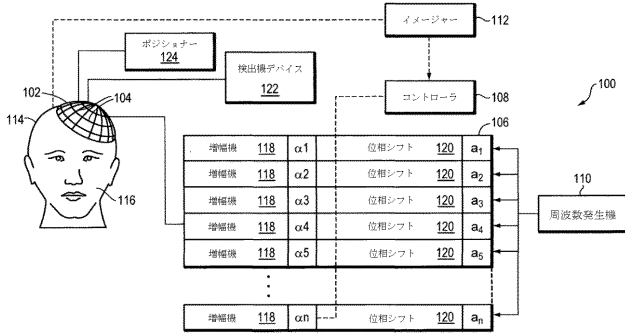 イメージャー
112
ポジショナー
124
検出機デバイス
122
102
104
コントローラ
108
100
114
106
増幅機 118 α1 位相シフト 120 a1
増幅機 118 α2 位相シフト 120 a2
増幅機 118 α3 位相シフト 120 a3
増幅機 118 α4 位相シフト 120 a4
増幅機 118 α5 位相シフト 120 a5
増幅機 118 αn 位相シフト 120 an
116
110
周波数発生機